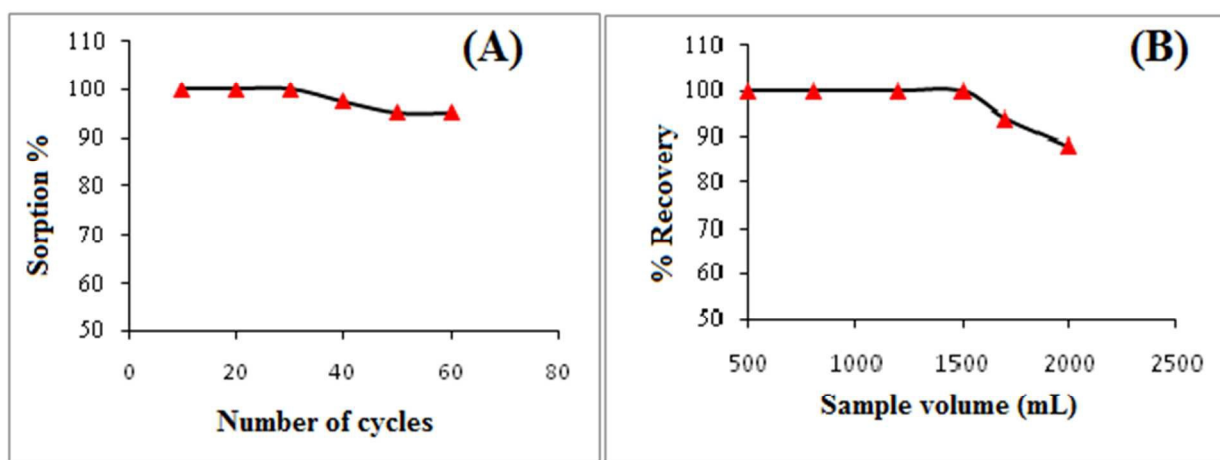 (A)
110
100
90
80
70
60
50
0 20 40 60 80
Sorption %
Number of cycles
(B)
110
100
90
80
70
60
50
500 1000 1500 2000 2500
% Recovery
Sample volume (mL)